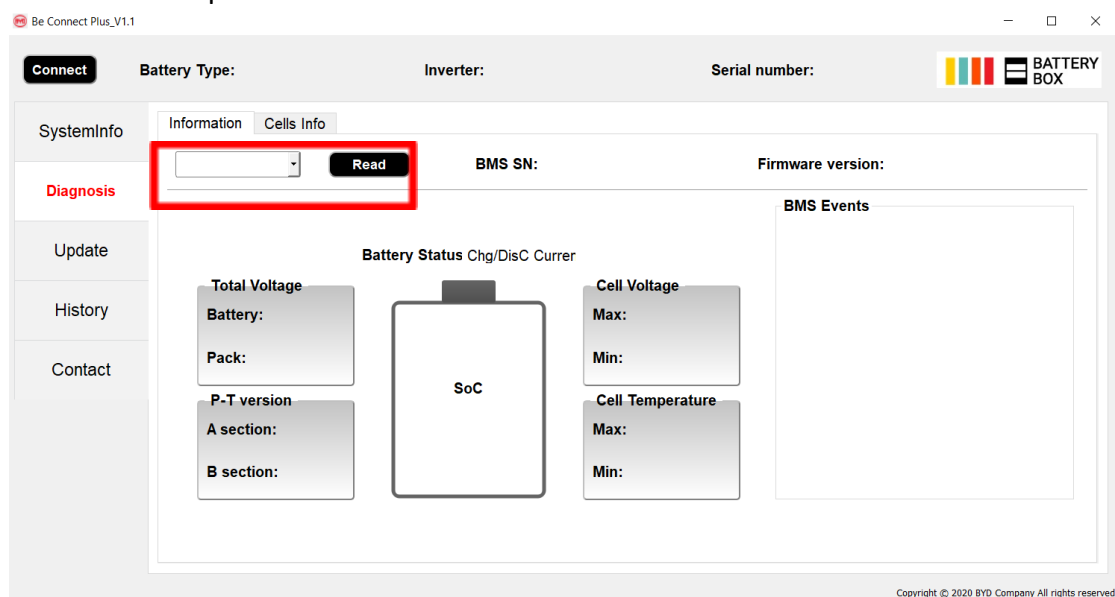 Be Connect Plus_V1.1
Connect
Battery Type:
Inverter:
Serial number:
BATTERY
BOX
SystemInfo
Diagnosis
Update
History
Contact
Information
Cells Info
Read
BMS SN:
Firmware version:
BMS Events
Battery Status Chg/DisC Currer
Total Voltage
Battery:
Pack:
P-T version
A section:
B section:
SoC
Cell Voltage
Max:
Min:
Cell Temperature
Max:
Min:
Copyright © 2020 BYD Company All rights reserved